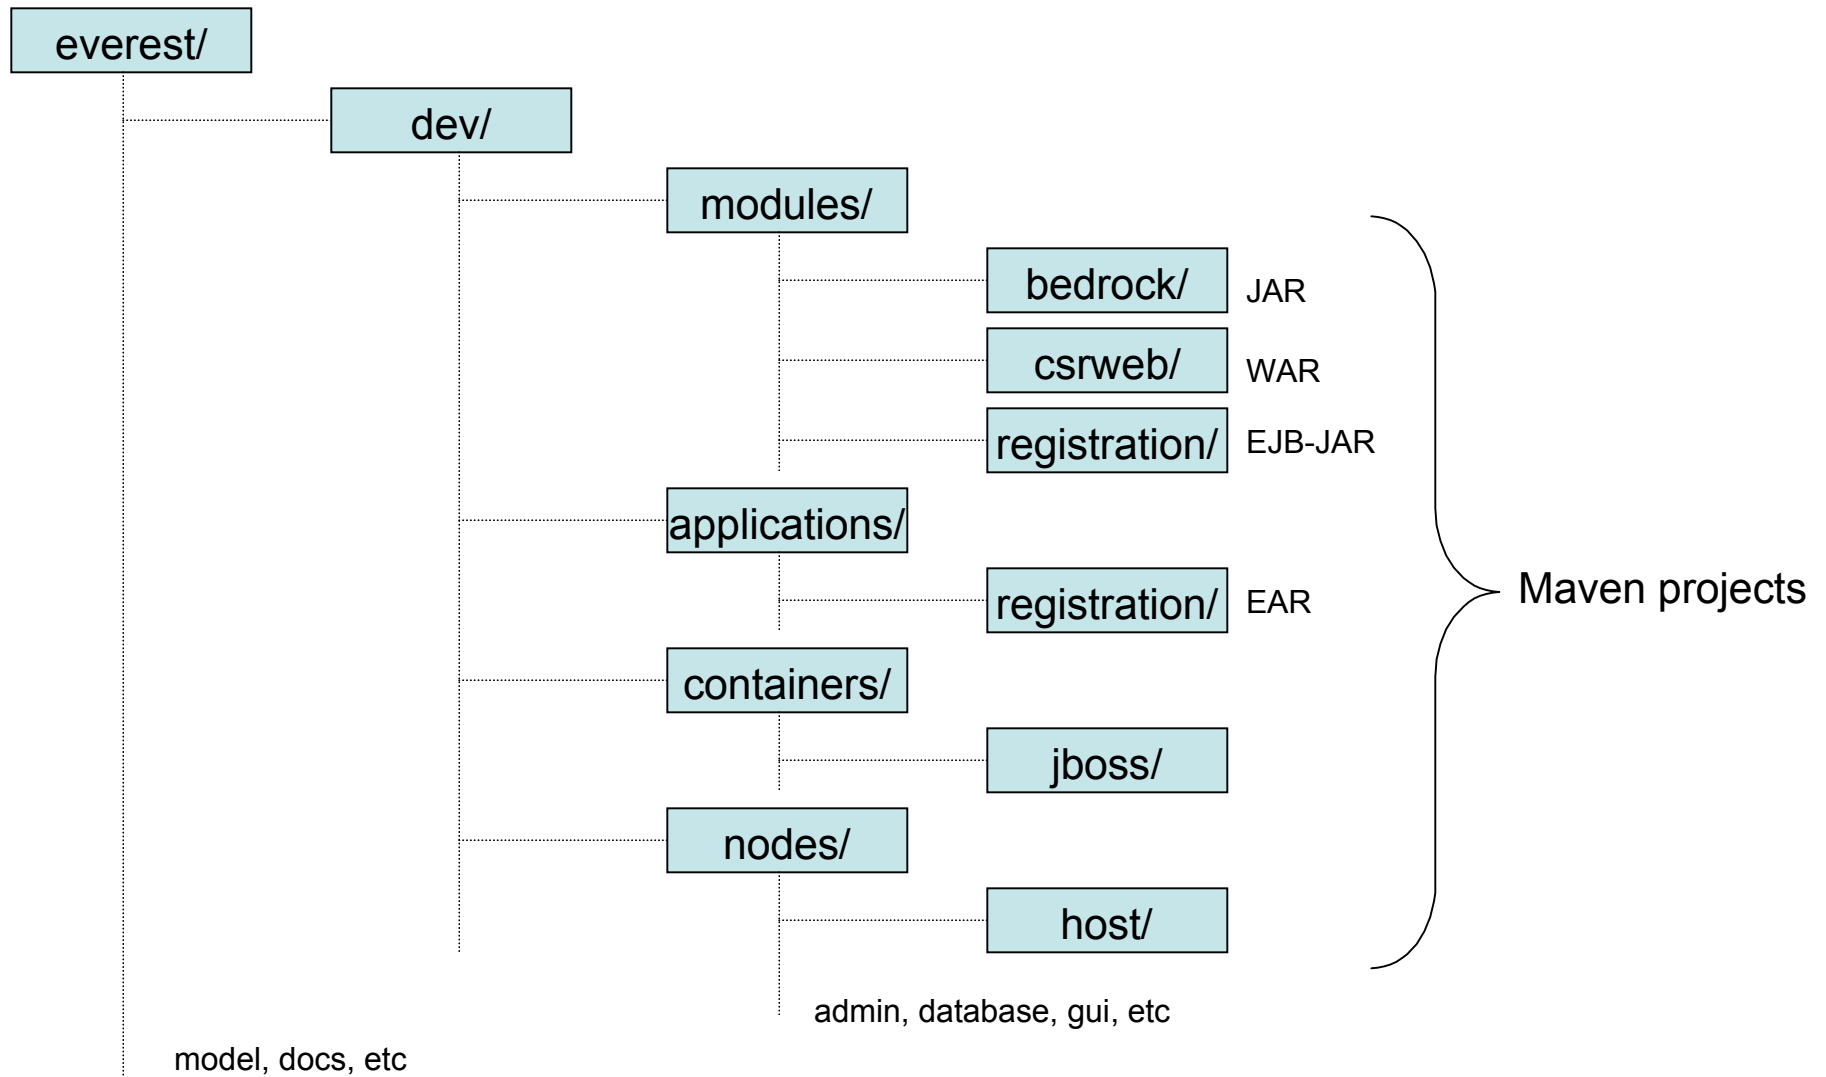 everest/
dev/
modules/
bedrock/ JAR
csrweb/ WAR
registration/ EJB-JAR
applications/
registration/ EAR
Maven projects
containers/
jboss/
nodes/
host/
admin, database, gui, etc
model, docs, etc